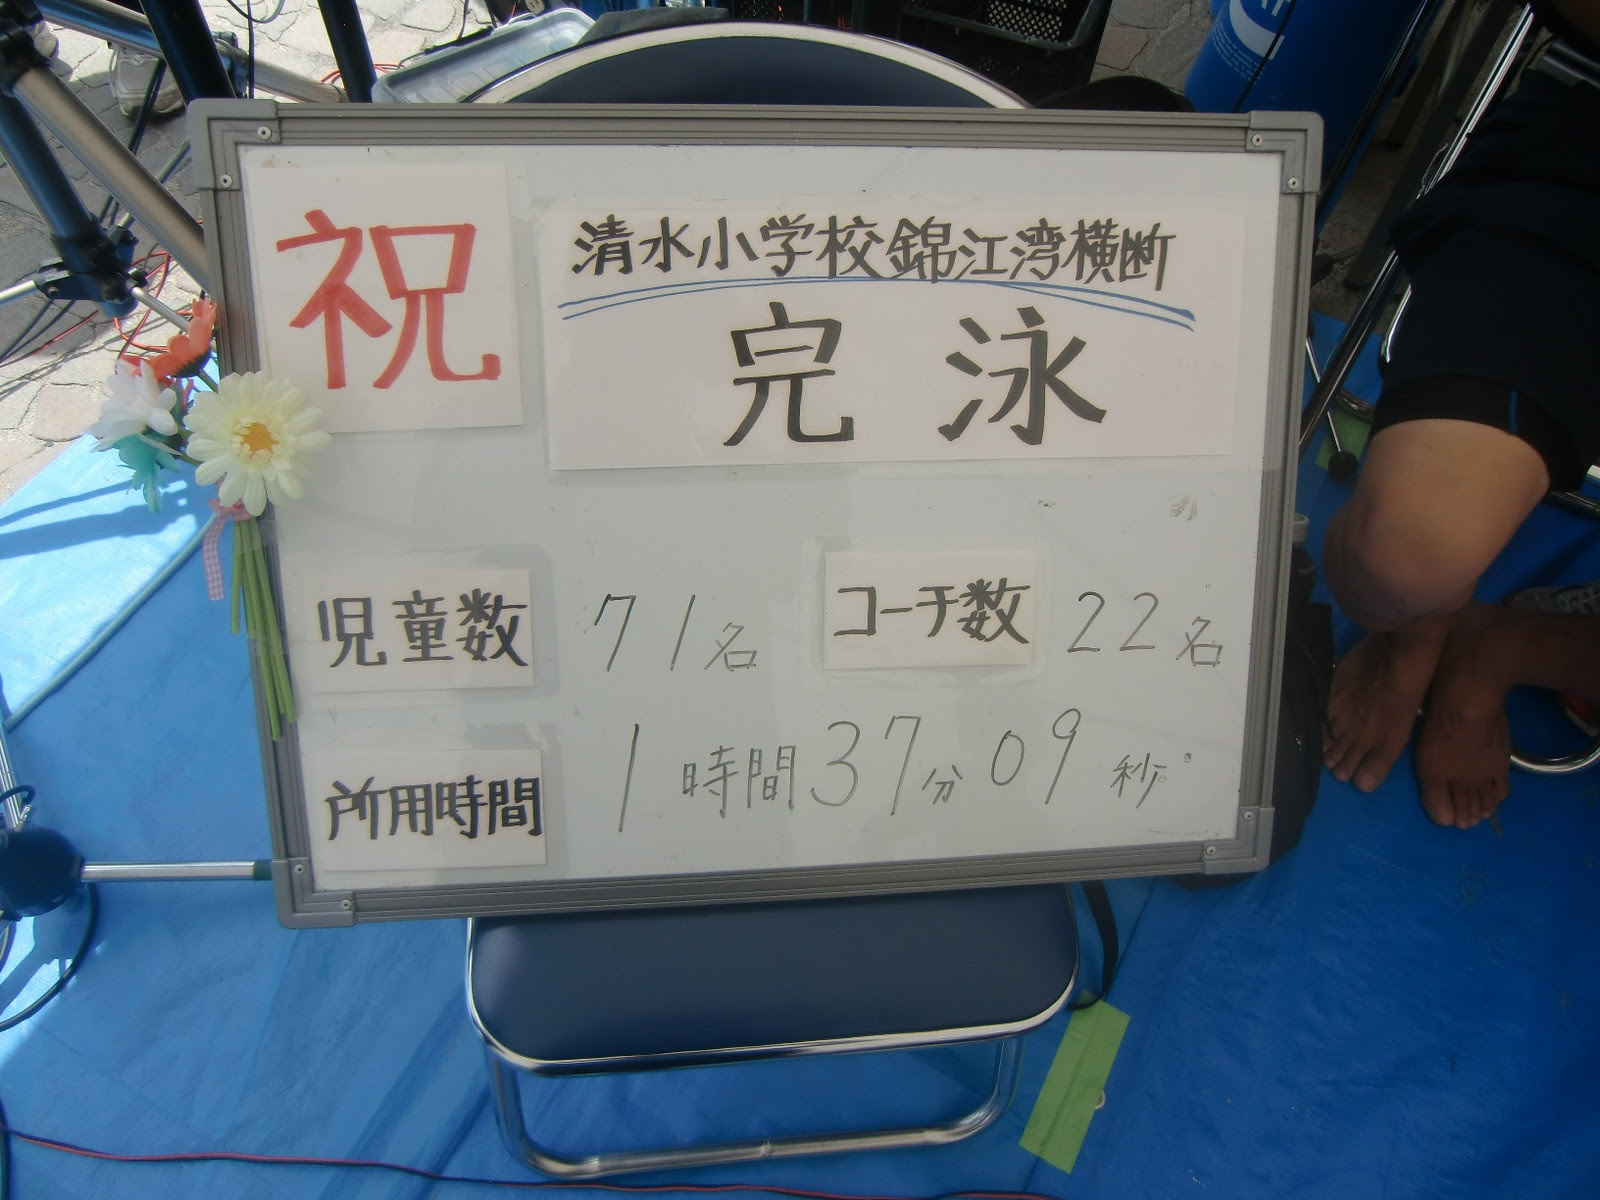 祝
清水小学校錦江湾横断
完泳
児童数 71名 コーチ数 22名
所用時間 1時間37分09秒